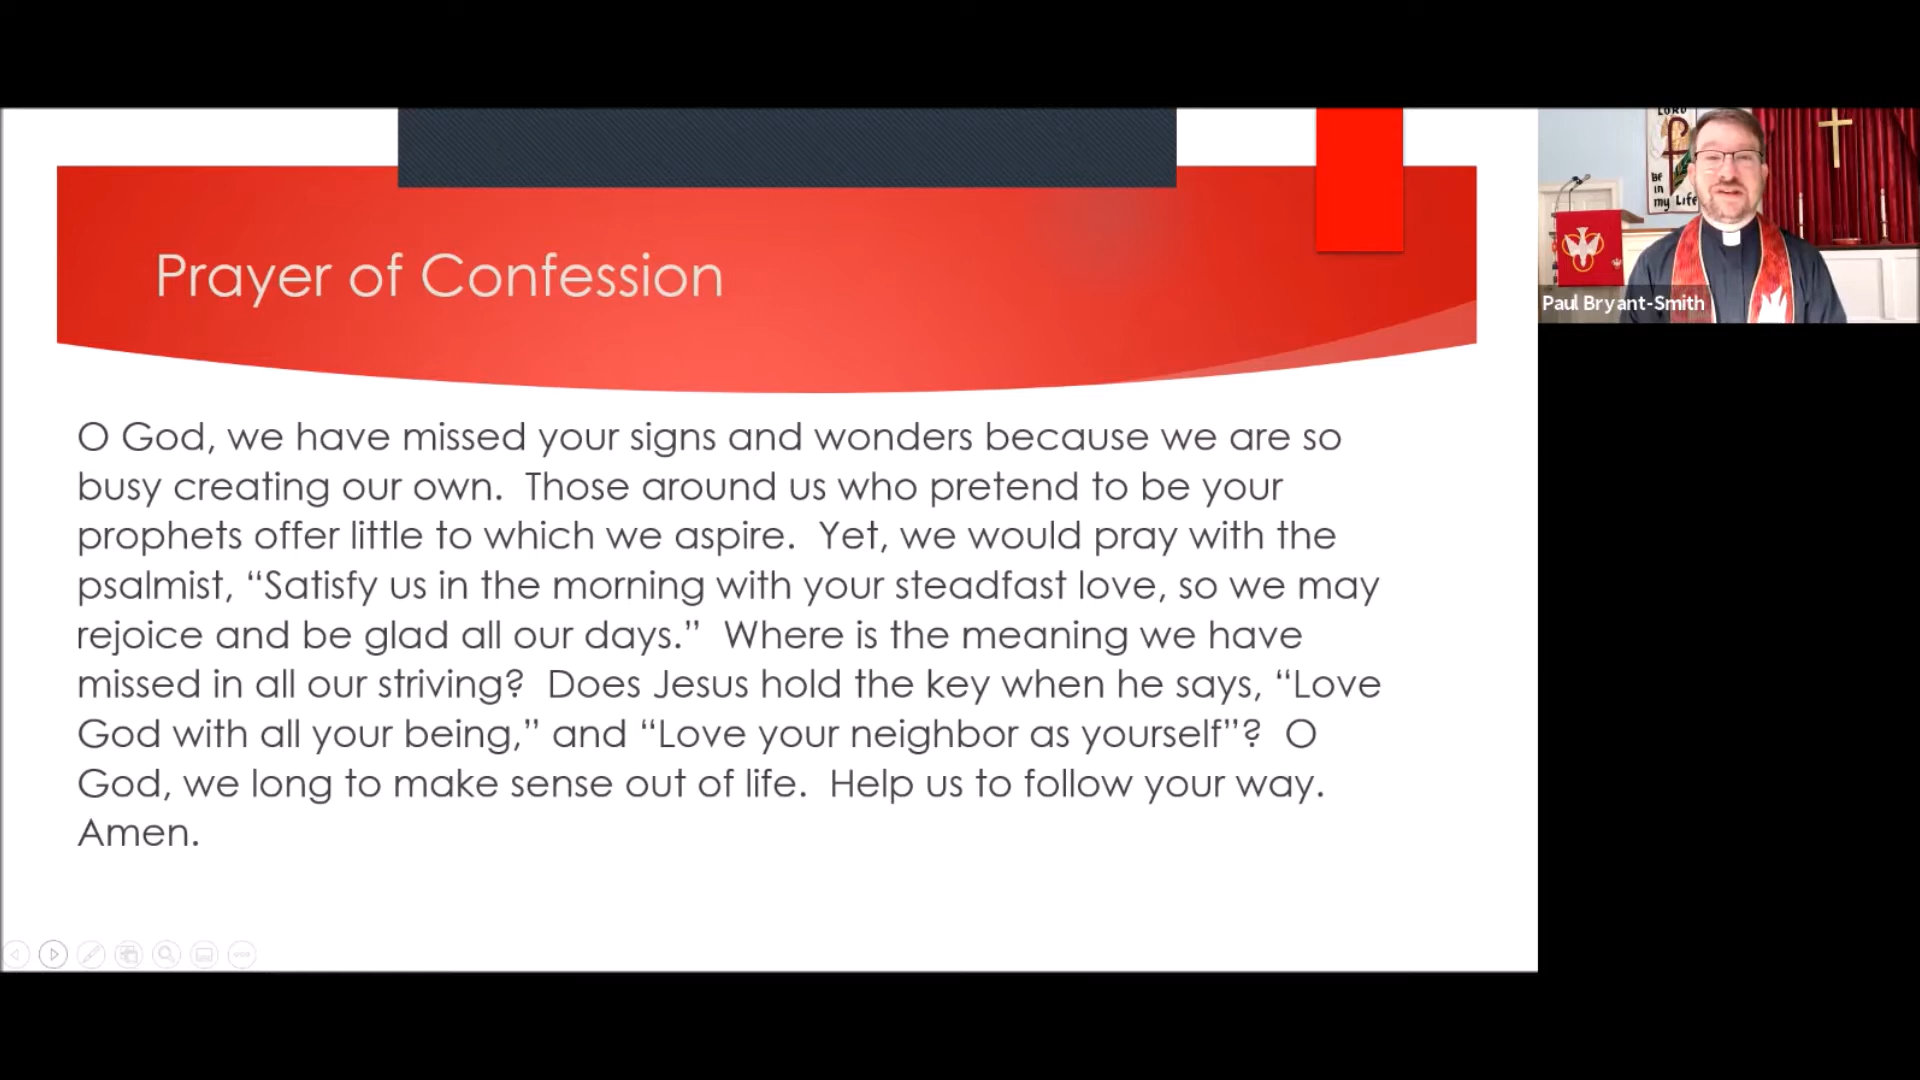 Prayer of Confession
O God, we have missed your signs and wonders because we are so
busy creating our own.  Those around us who pretend to be your
prophets offer little to which we aspire.  Yet, we would pray with the
psalmist, “Satisfy us in the morning with your steadfast love, so we may
rejoice and be glad all our days.”  Where is the meaning we have
missed in all our striving?  Does Jesus hold the key when he says, “Love
God with all your being,” and “Love your neighbor as yourself”?  O
God, we long to make sense out of life.  Help us to follow your way.
Amen.
LORD
Be
in
my Life
Paul Bryant-Smith